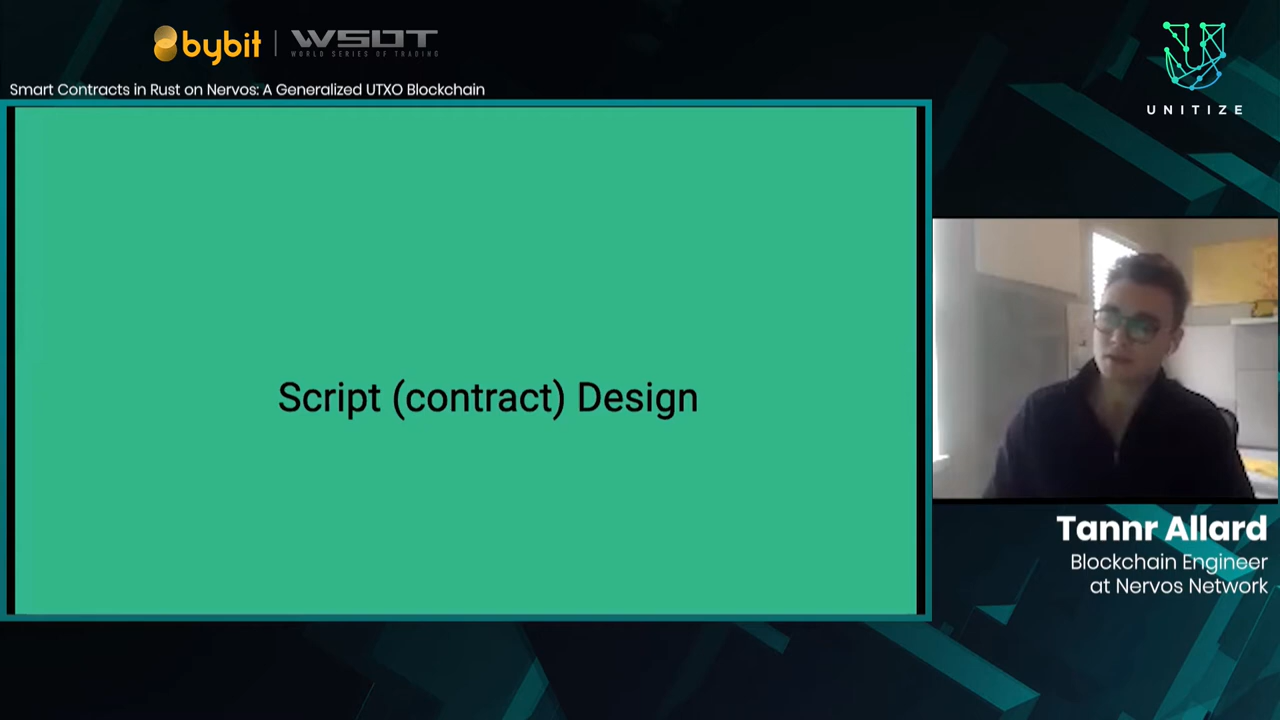 bybit
WSOT
WORLD SERIES OF TRADING
Smart Contracts in Rust on Nervos: A Generalized UTXO Blockchain
UNITIZE
Script (contract) Design
Tannr Allard
Blockchain Engineer
at Nervos Network